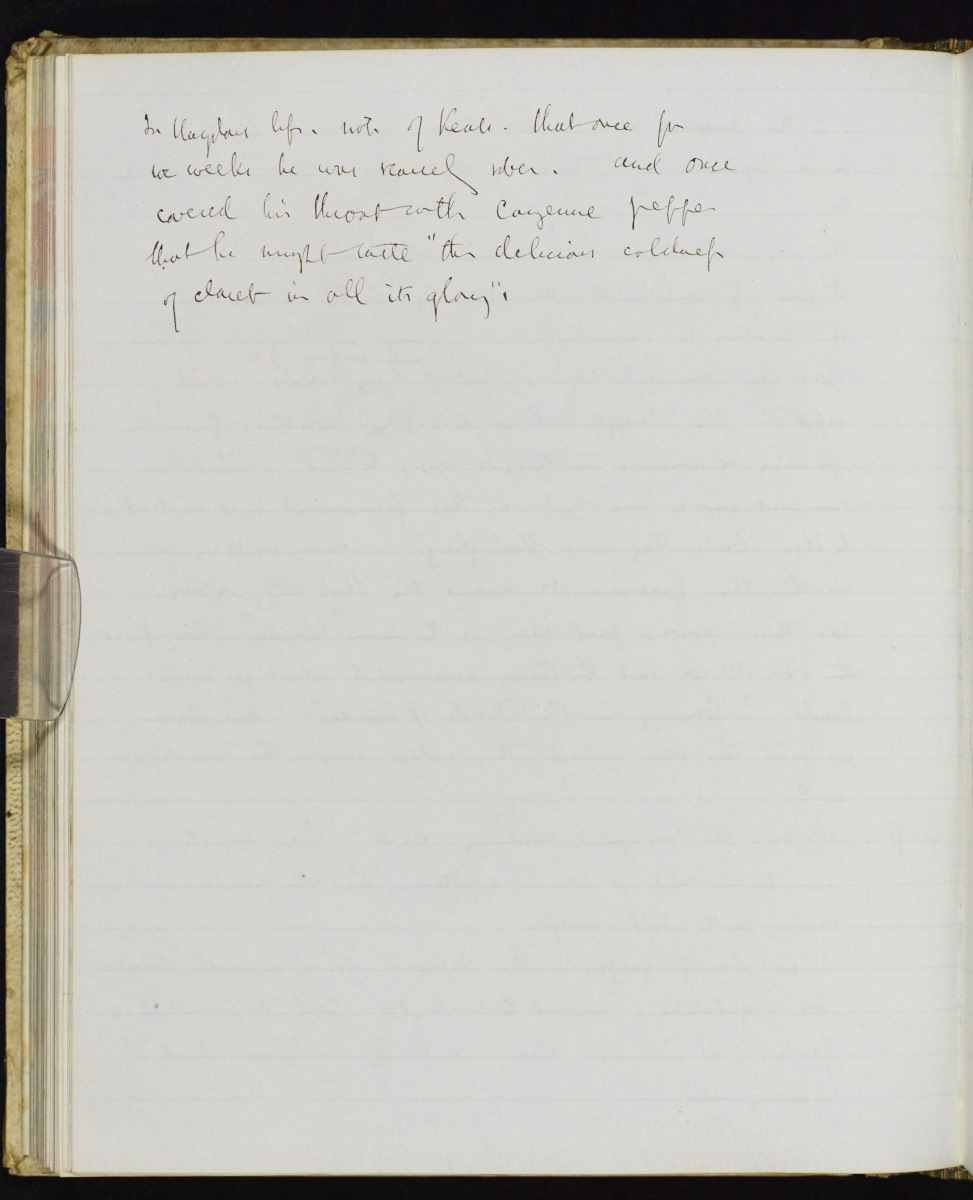 In Haydons life. note of Keats. that once for
six weeks he was scarcely sober. and once
covered his throat with Cayenne pepper
that he might taste "the delicious coldness
of claret in all its glory".